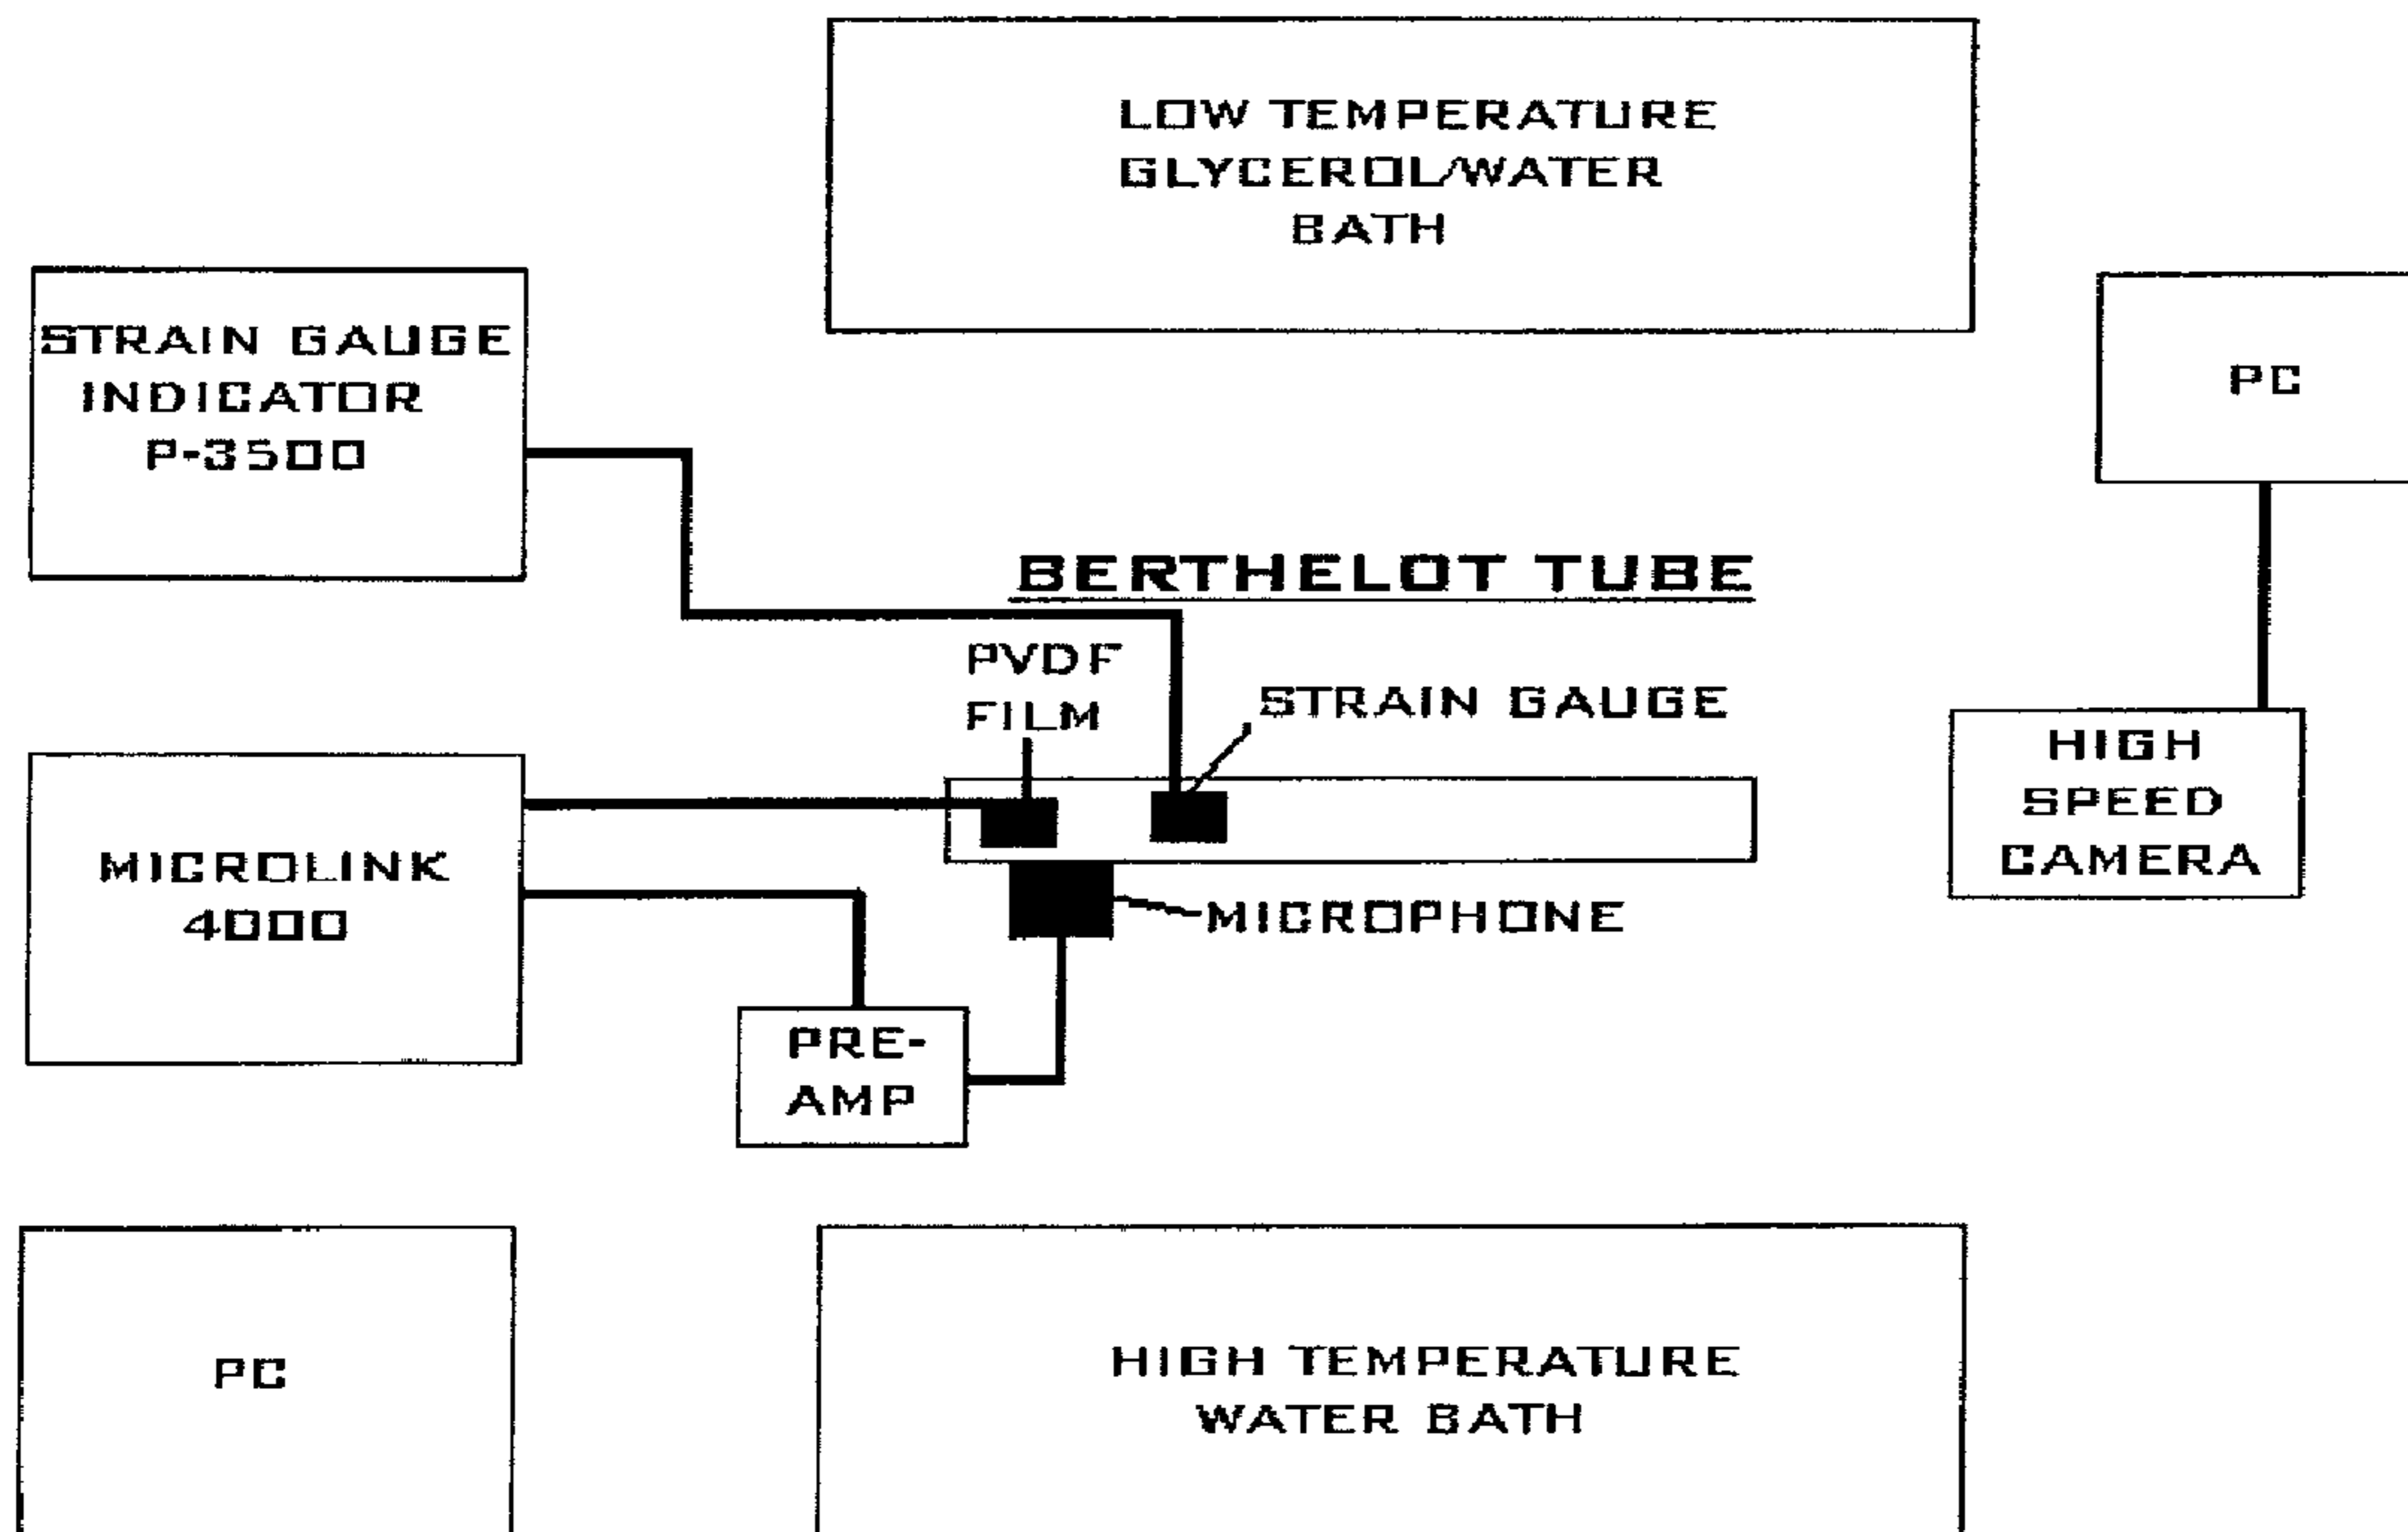 LOW TEMPERATURE
GLYCEROL/WATER
BATH
STRAIN GAUGE
INDICATOR
P-3500
PC
BERTHELOT TUBE
PVDF
FILM
STRAIN GAUGE
HIGH
SPEED
CAMERA
MICROLINK
4000
MICROPHONE
PRE-
AMP
PC
HIGH TEMPERATURE
WATER BATH